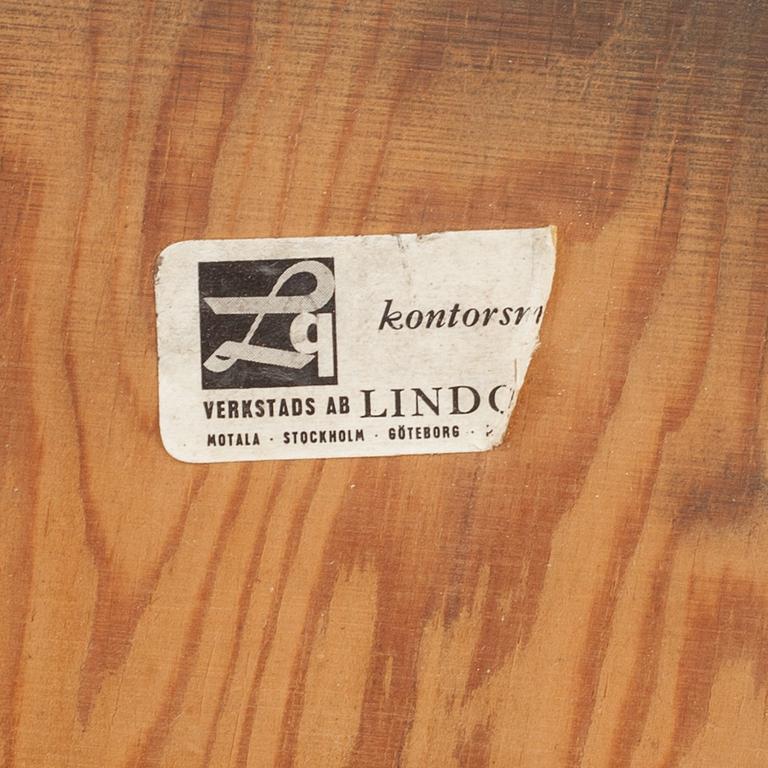 Lq
kontorsm
VERKSTADS AB LINDQ
MOTALA · STOCKHOLM · GÖTEBORG ·